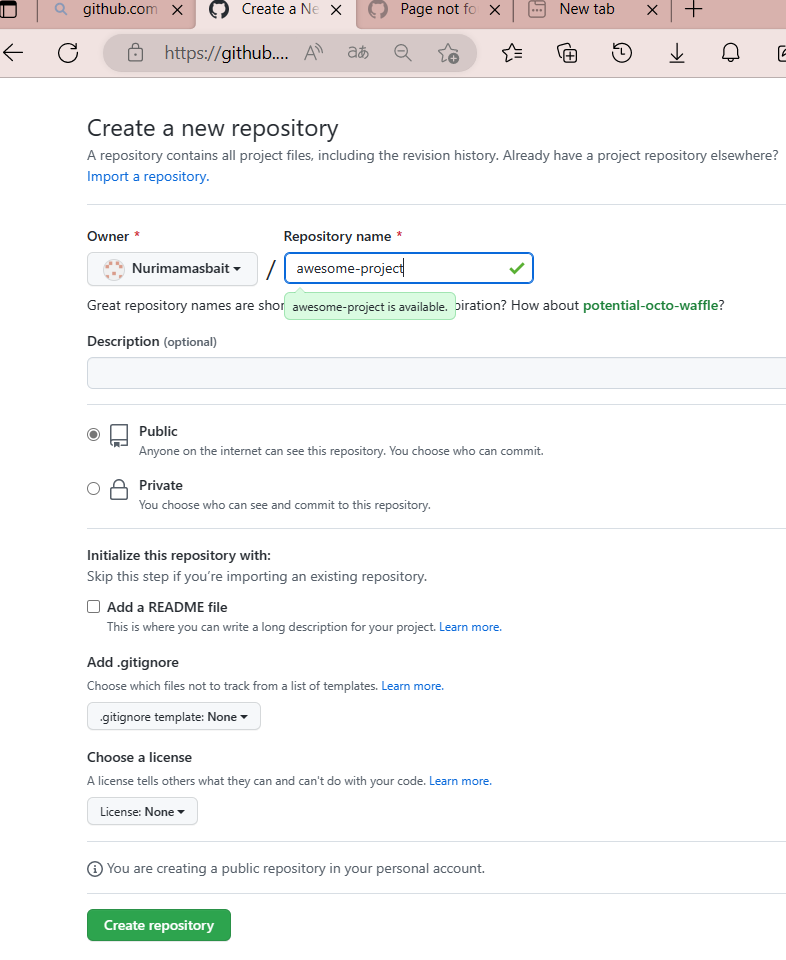 github.com
Create a Ne
Page not fo
New tab
https://github....
Create a new repository
A repository contains all project files, including the revision history. Already have a project repository elsewhere?
Import a repository.
Owner *
Repository name *
Nurimamasbait
/
awesome-project
Great repository names are shor
awesome-project is available.
piration? How about potential-octo-waffle?
Description (optional)
Public
Anyone on the internet can see this repository. You choose who can commit.
Private
You choose who can see and commit to this repository.
Initialize this repository with:
Skip this step if you’re importing an existing repository.
Add a README file
This is where you can write a long description for your project. Learn more.
Add .gitignore
Choose which files not to track from a list of templates. Learn more.
.gitignore template: None
Choose a license
A license tells others what they can and can't do with your code. Learn more.
License: None
You are creating a public repository in your personal account.
Create repository